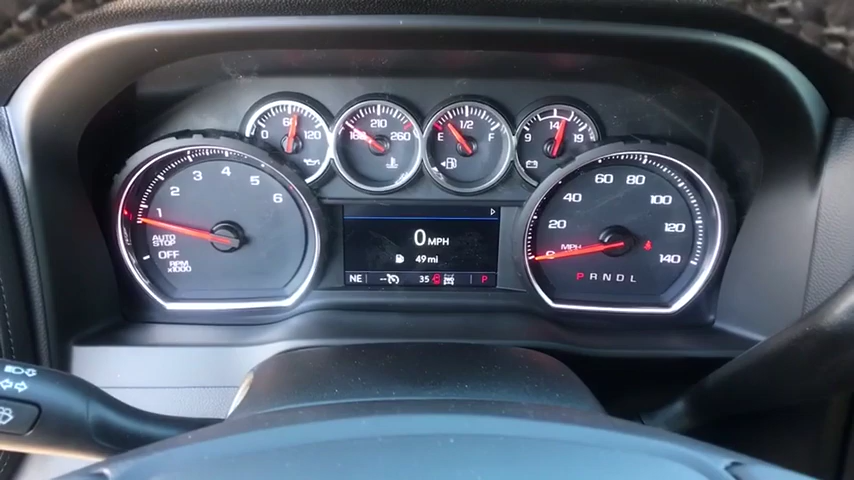 0 60 120
180 210 260
E 1/2 F
9 14 19
1 2 3 4 5 6
AUTO STOP
OFF
RPM x1000
0 MPH
49 mi
NE --
35
P
20 40 60 80 100 120 140
MPH
P R N D L